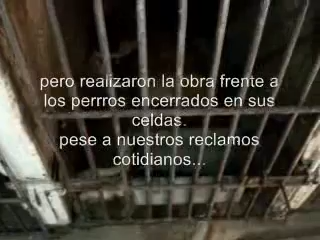 pero realizaron la obra frente a
los perrros encerrados en sus
celdas.
pese a nuestros reclamos
cotidianos...